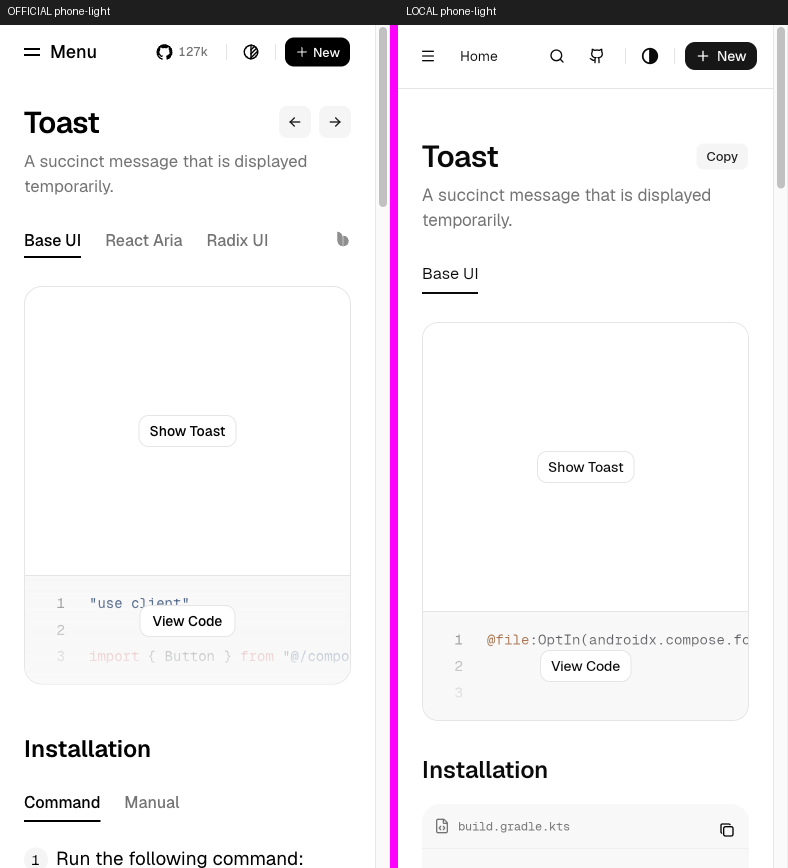 OFFICIAL phone-light
Menu
127k
New
Toast
A succinct message that is displayed
temporarily.
Base UI
React Aria
Radix UI
Show Toast
1 "use client"
2
View Code
3 import { Button } from "@/compo
Installation
Command
Manual
1 Run the following command:
LOCAL phone-light
Home
New
Toast
Copy
A succinct message that is displayed
temporarily.
Base UI
Show Toast
1 @file:OptIn(androidx.compose.fo
2
View Code
3
Installation
build.gradle.kts